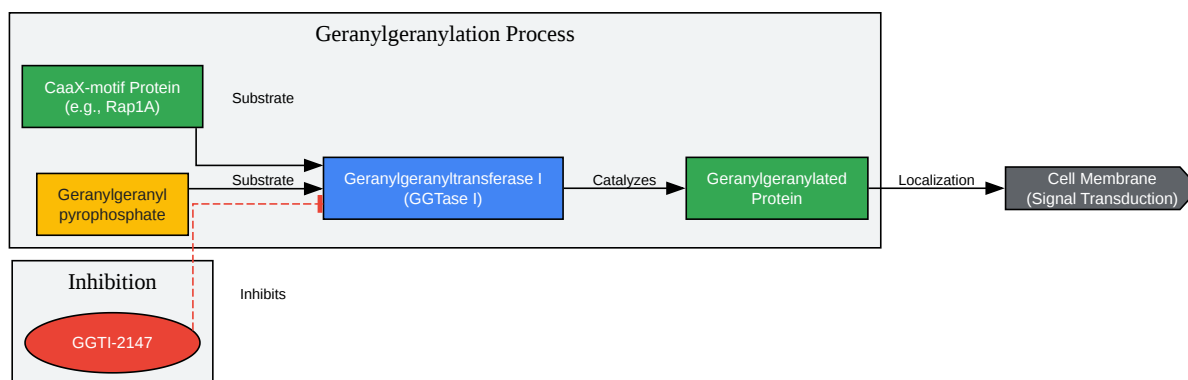 Geranylgeranylation Process
CaaX-motif Protein
(e.g., Rap1A)
Substrate
Geranylgeranyl
pyrophosphate
Substrate
Geranylgeranyltransferase I
(GGTase I)
Catalyzes
Geranylgeranylated
Protein
Localization
Cell Membrane
(Signal Transduction)
Inhibition
Inhibits
GGTI-2147